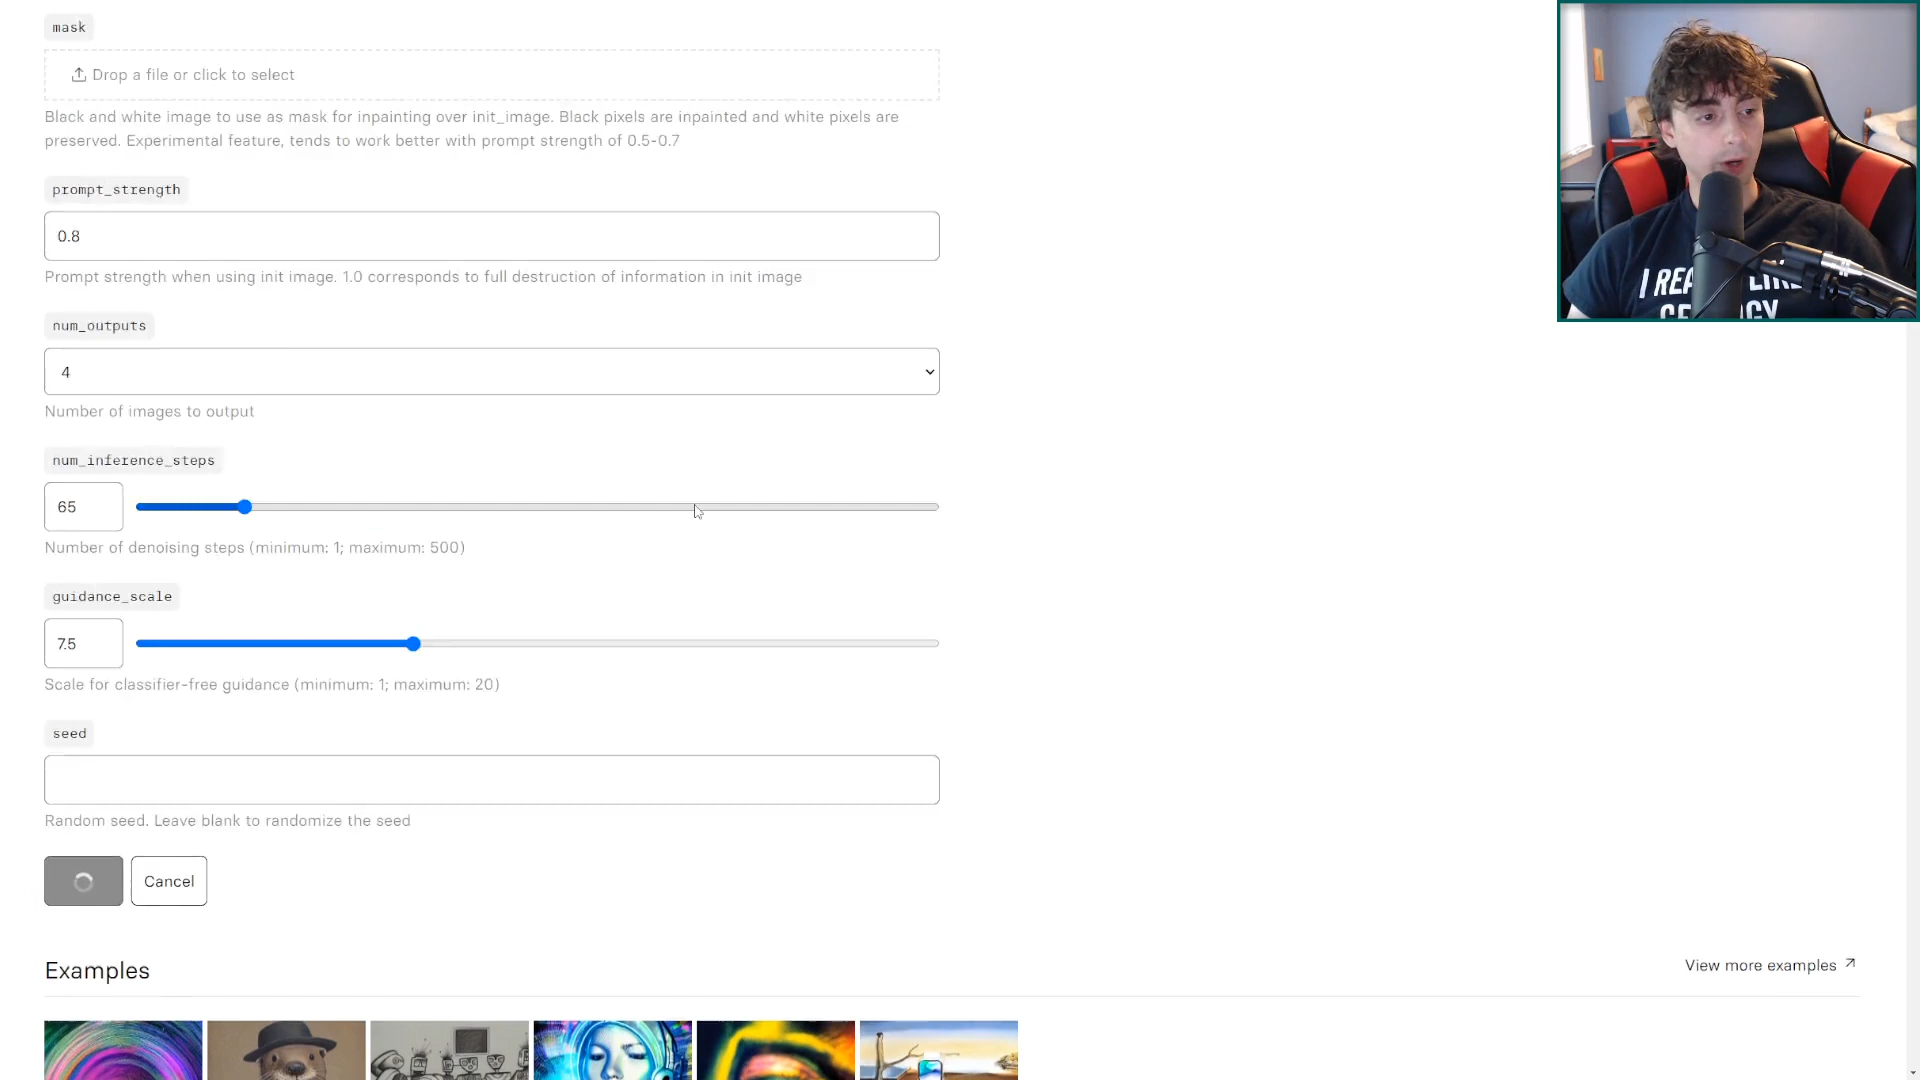 mask
Drop a file or click to select
Black and white image to use as mask for inpainting over init_image. Black pixels are inpainted and white pixels are
preserved. Experimental feature, tends to work better with prompt strength of 0.5-0.7
prompt_strength
0.8
Prompt strength when using init image. 1.0 corresponds to full destruction of information in init image
num_outputs
4
Number of images to output
num_inference_steps
65
Number of denoising steps (minimum: 1; maximum: 500)
guidance_scale
7.5
Scale for classifier-free guidance (minimum: 1; maximum: 20)
seed
Random seed. Leave blank to randomize the seed
Cancel
Examples
View more examples
I